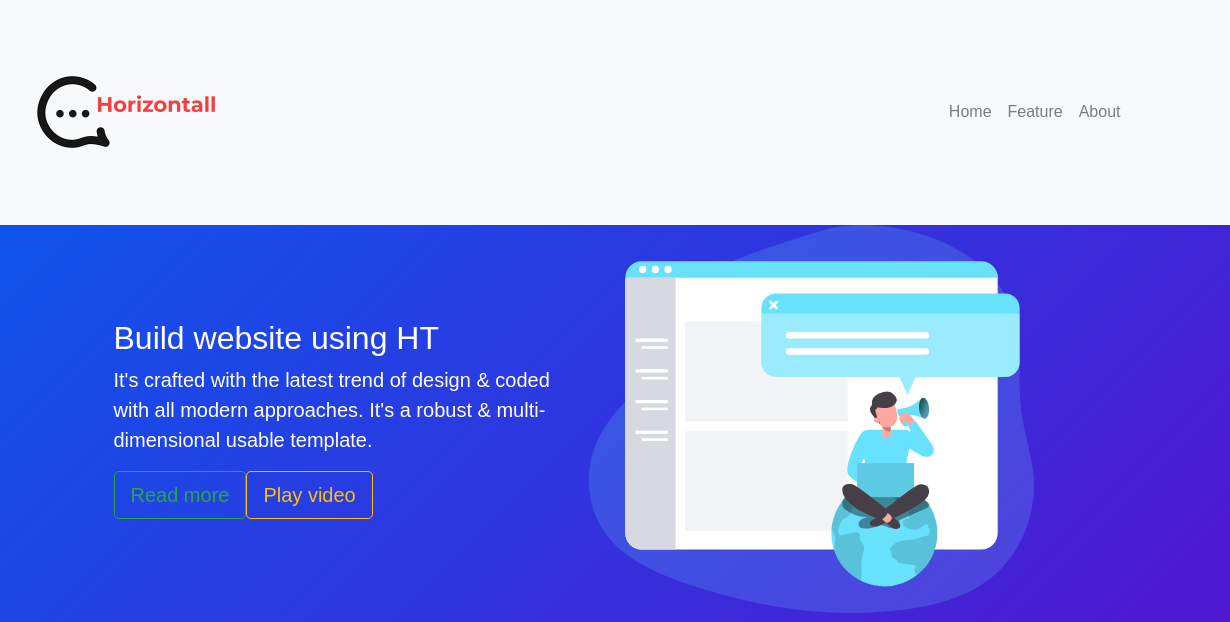 Horizontall
Home Feature About
Build website using HT
It's crafted with the latest trend of design & coded
with all modern approaches. It's a robust & multi-
dimensional usable template.
Read more Play video